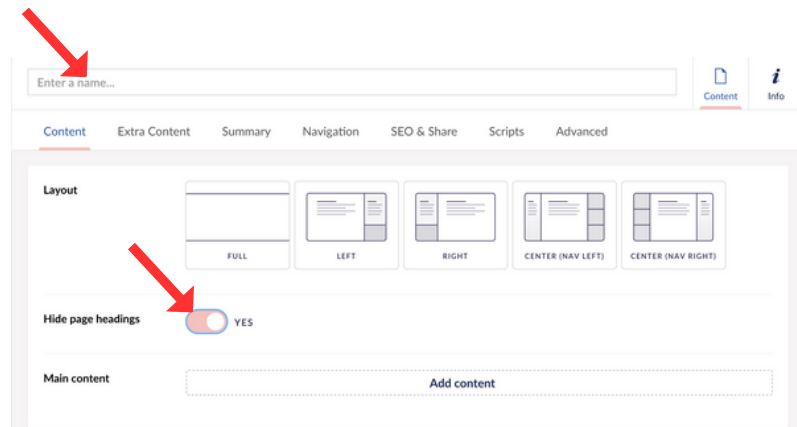 Enter a name...
Content
Info
Content Extra Content Summary Navigation SEO & Share Scripts Advanced
Layout
FULL LEFT RIGHT CENTER (NAV LEFT) CENTER (NAV RIGHT)
Hide page headings YES
Main content Add content